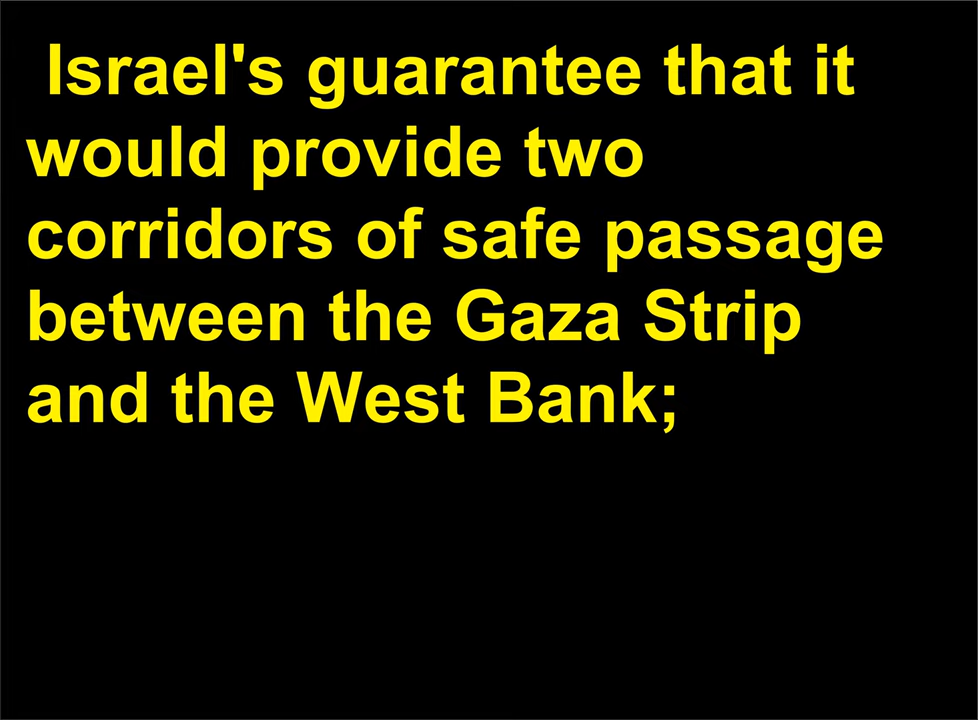 Israel's guarantee that it
would provide two
corridors of safe passage
between the Gaza Strip
and the West Bank;